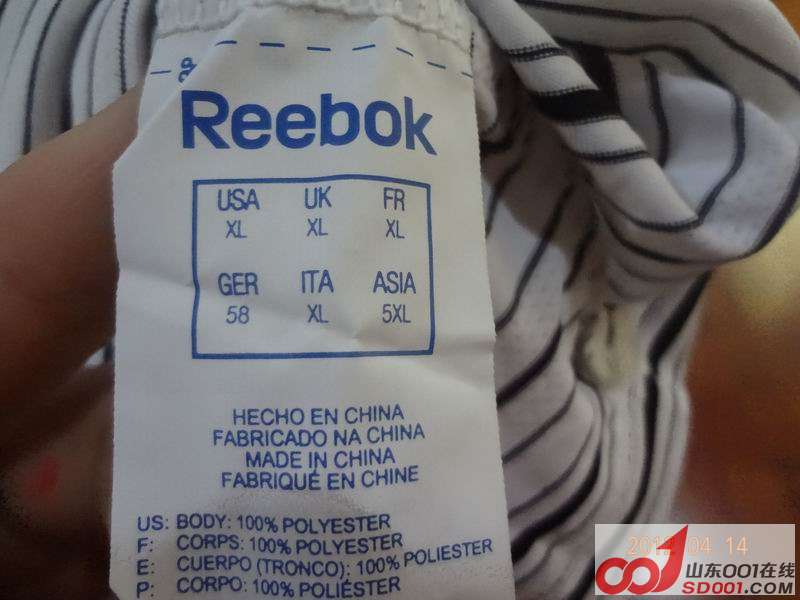 Reebok
USA UK FR
XL XL XL
GER ITA ASIA
58 XL 5XL
HECHO EN CHINA
FABRICADO NA CHINA
MADE IN CHINA
FABRIQUÉ EN CHINE
US: BODY: 100% POLYESTER
F: CORPS: 100% POLYESTER
E: CUERPO (TRONCO): 100% POLIESTER
P: CORPO: 100% POLIÉSTER
04 14
山东001在线
SD001.COM